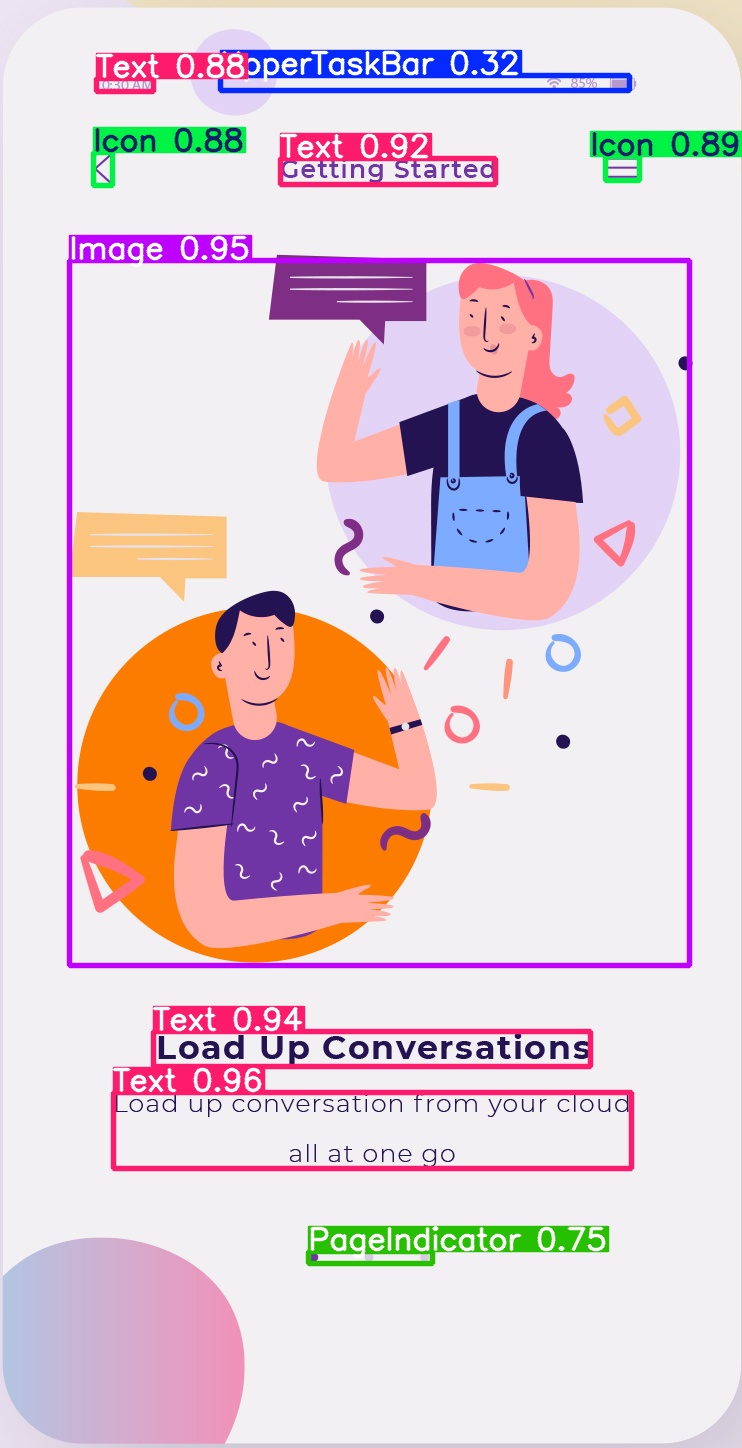 Text 0.88
UpperTaskBar 0.32
10:30 AM
85%
Icon 0.88
Text 0.92
Icon 0.89
Getting Started
Image 0.95
Text 0.94
Load Up Conversations
Text 0.96
Load up conversation from your cloud
all at one go
PageIndicator 0.75